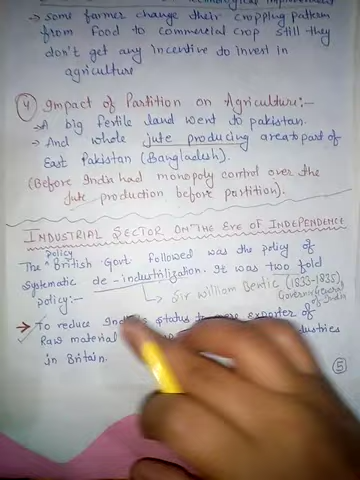 → some farmer change their cropping pattern
from food to commercial crop still they
don't get any incentive to invest in
agriculture
④ Impact of Partition on Agriculture:-
→ A big fertile land went to pakistan.
→ And whole jute producing area to part of
East Pakistan (Bangladesh).
(Before India had monopoly control over the
Jute production before partition).
INDUSTRIAL SECTOR ON THE EVE OF INDEPENDENCE
The policy British Govt followed was the policy of
systematic de-industrilization. It was two fold
policy:-
↳ Sir William Bentic (1833-1835)
Governor General of India
→ To reduce status exporter of
Raw material
in Britain.
⑤